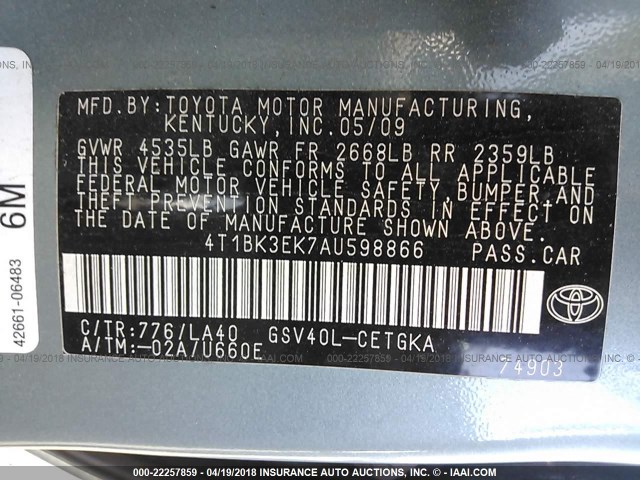 MFD.BY:TOYOTA MOTOR MANUFACTURING,
KENTUCKY,INC.05/09
GVWR 4535LB GAWR FR 2668LB RR 2359LB
THIS VEHICLE CONFORMS TO ALL APPLICABLE
FEDERAL MOTOR VEHICLE SAFETY, BUMPER AND
THEFT PREVENTION STANDARDS IN EFFECT ON
THE DATE OF MANUFACTURE SHOWN ABOVE.
4T1BK3EK7AU598866 PASS.CAR
C/TR:776/LA40 GSV40L-CETGKA
A/TM:-02A/U660E
74903
6M
42661-06483
000-22257859 - 04/19/2018 INSURANCE AUTO AUCTIONS, INC. - © IAAI.COM